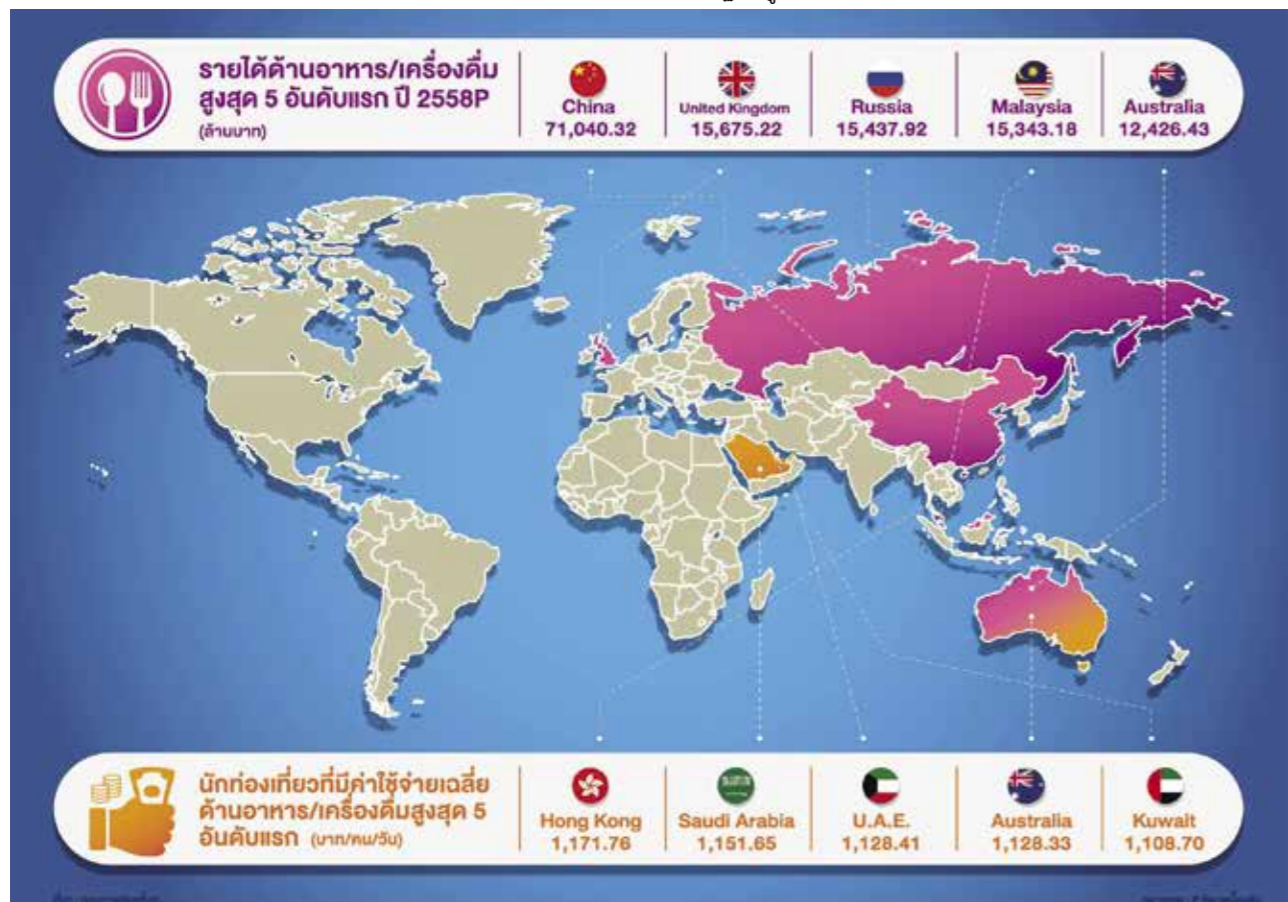 รายได้ด้านอาหาร/เครื่องดื่ม
สูงสุด 5 อันดับแรก ปี 2558P
(ล้านบาท)
China
71,040.32
United Kingdom
15,675.22
Russia
15,437.92
Malaysia
15,343.18
Australia
12,426.43
นักท่องเที่ยวที่มีค่าใช้จ่ายเฉลี่ย
ด้านอาหาร/เครื่องดื่มสูงสุด 5
อันดับแรก (บาท/คน/วัน)
Hong Kong
1,171.76
Saudi Arabia
1,151.65
U.A.E.
1,128.41
Australia
1,128.33
Kuwait
1,108.70